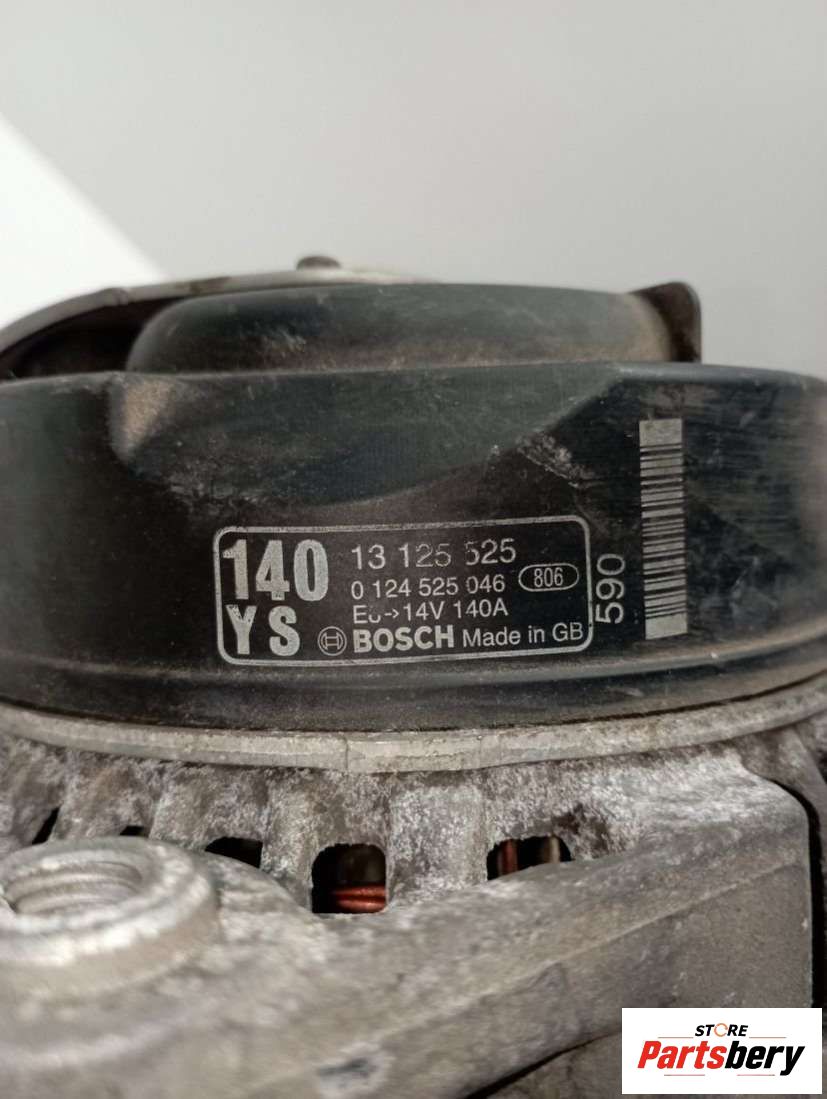 140 13 125 525
0 124 525 046 806
YS E8→14V 140A
BOSCH Made in GB
590
STORE
Partsbery